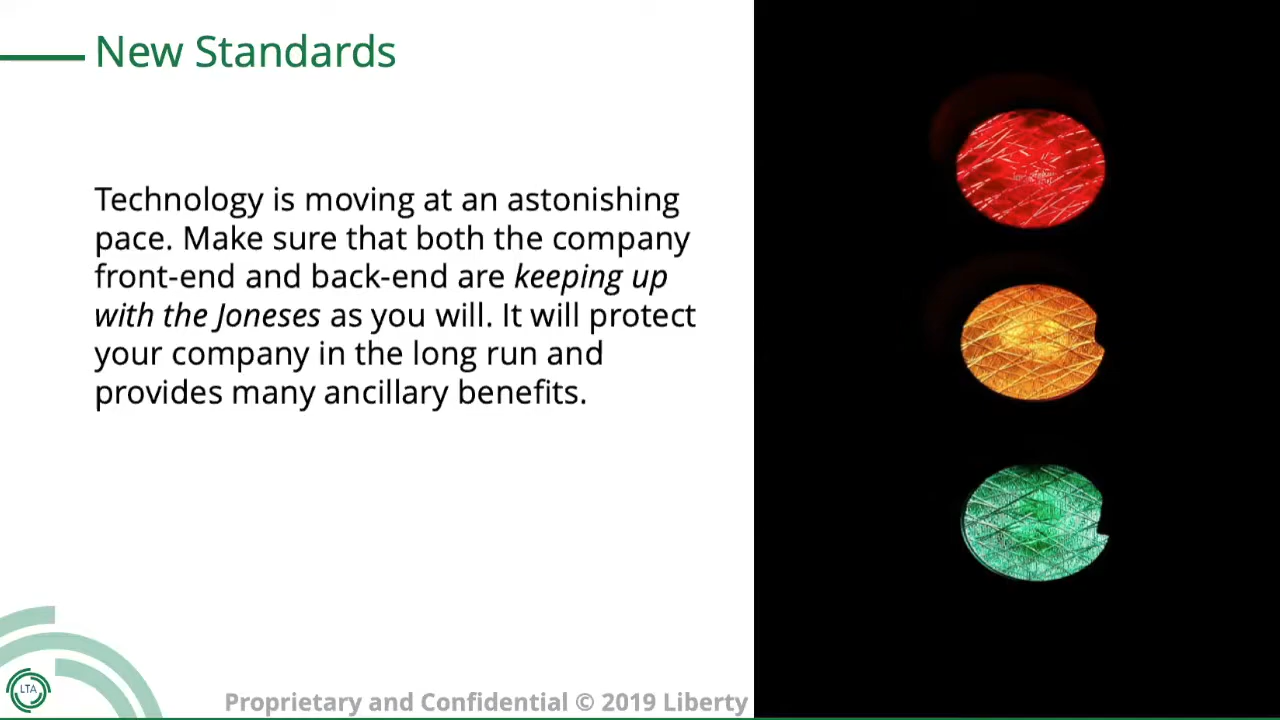 New Standards
Technology is moving at an astonishing
pace. Make sure that both the company
front-end and back-end are keeping up
with the Joneses as you will. It will protect
your company in the long run and
provides many ancillary benefits.
LTA
Proprietary and Confidential © 2019 Liberty